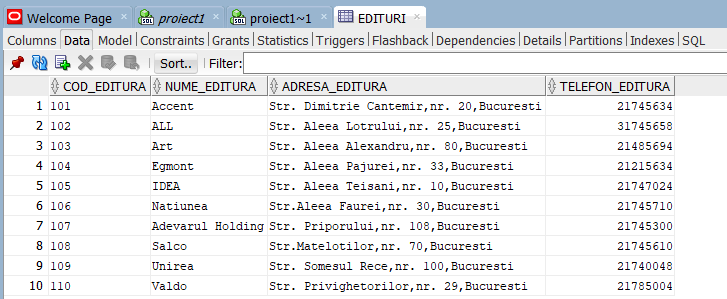 Welcome Page proiect1 proiect1~1 EDITURI
Columns Data Model Constraints Grants Statistics Triggers Flashback Dependencies Details Partitions Indexes SQL
Sort.. Filter:
COD_EDITURA NUME_EDITURA ADRESA_EDITURA TELEFON_EDITURA
1 101 Accent Str. Dimitrie Cantemir,nr. 20,Bucuresti 21745634
2 102 ALL Str. Aleea Lotrului,nr. 25,Bucuresti 31745658
3 103 Art Str. Aleea Alexandru,nr. 80,Bucuresti 21485694
4 104 Egmont Str. Aleea Pajurei,nr. 33,Bucuresti 21215634
5 105 IDEA Str. Aleea Teisani,nr. 10,Bucuresti 21747024
6 106 Natiunea Str.Aleea Faurei,nr. 30,Bucuresti 21745710
7 107 Adevarul Holding Str. Priporului,nr. 108,Bucuresti 21745300
8 108 Salco Str.Matelotilor,nr. 70,Bucuresti 21745610
9 109 Unirea Str. Somesul Rece,nr. 100,Bucuresti 21740048
10 110 Valdo Str. Privighetorilor,nr. 29,Bucuresti 21785004